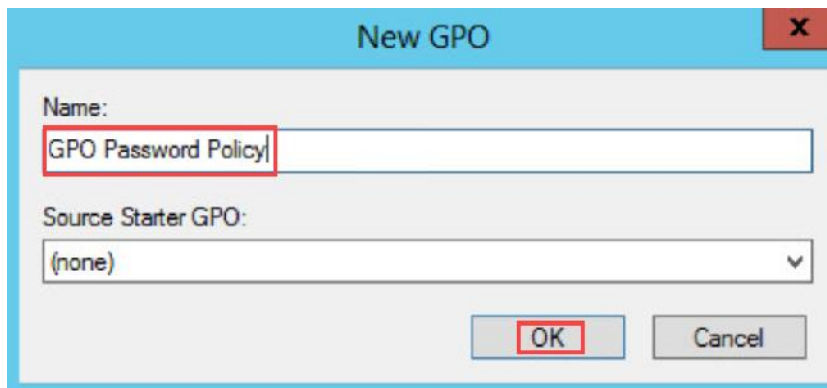 New GPO
x
Name:
GPO Password Policy
Source Starter GPO:
(none)
OK
Cancel